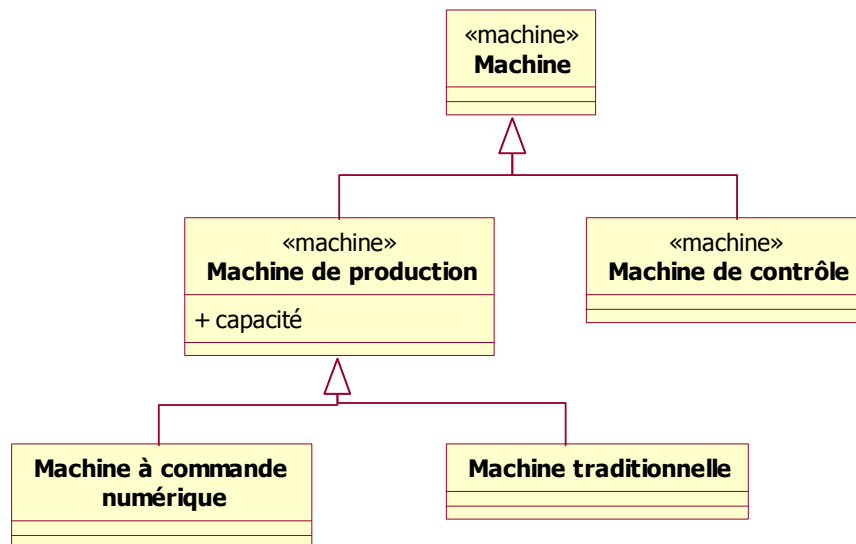 «machine»
Machine
«machine»
Machine de production
+ capacité
«machine»
Machine de contrôle
Machine à commande
numérique
Machine traditionnelle